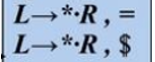 L→*·R , =
L→*·R , $